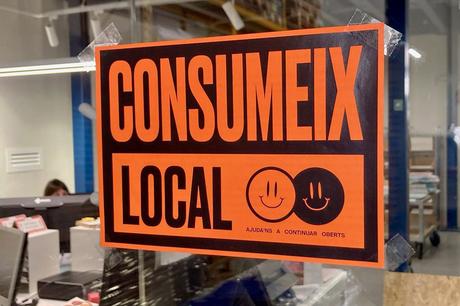 CONSUMEIX
LOCAL
AJUDA'NS A CONTINUAR OBERTS